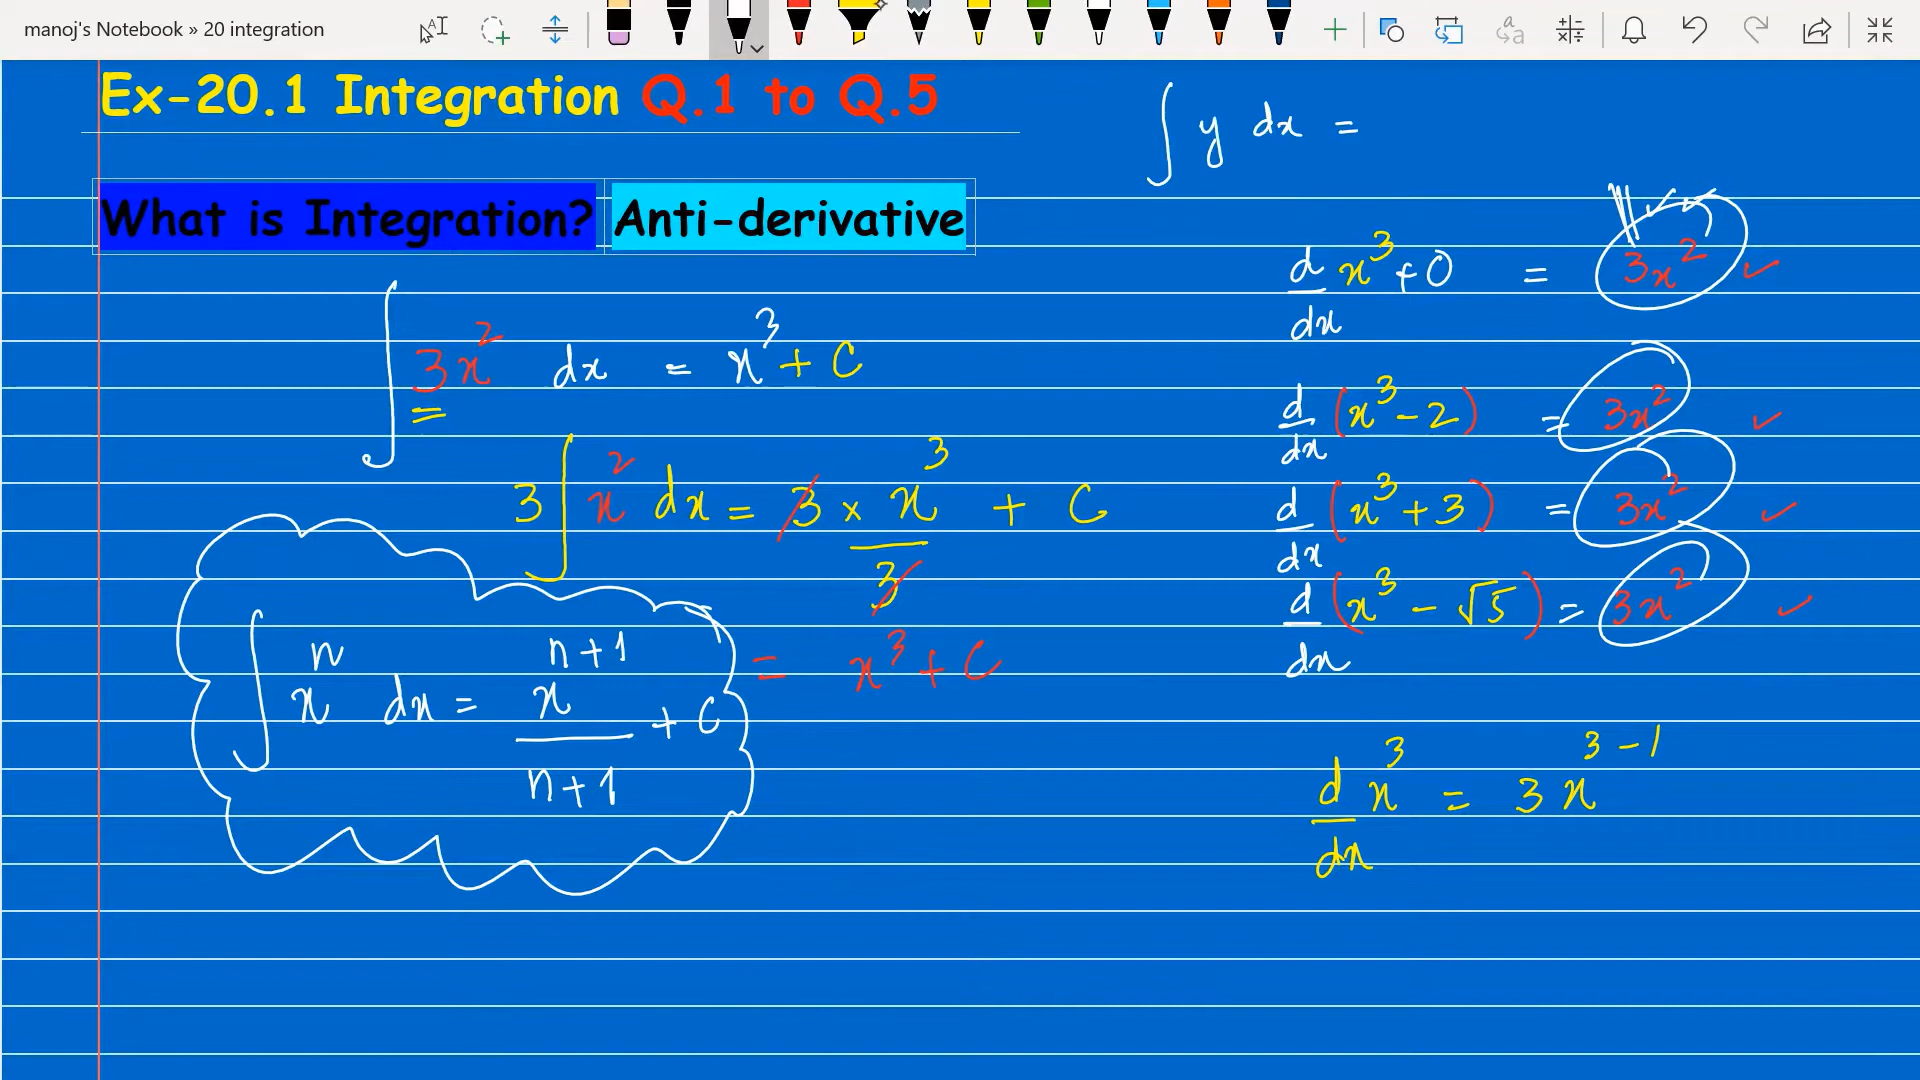 manoj's Notebook » 20 integration
Ex-20.1 Integration Q.1 to Q.5
∫ y dx =
What is Integration? Anti-derivative
∫ 3x² dx = x³ + C
3 ∫ x² dx = 3 × x³/3 + C
= x³ + C
∫ xⁿ dx = xⁿ⁺¹/n+1 + C
d/dx x³ + 0 = 3x² ✓
d/dx (x³ - 2) = 3x² ✓
d/dx (x³ + 3) = 3x² ✓
d/dx (x³ - √5) = 3x² ✓
d/dx x³ = 3x³⁻¹